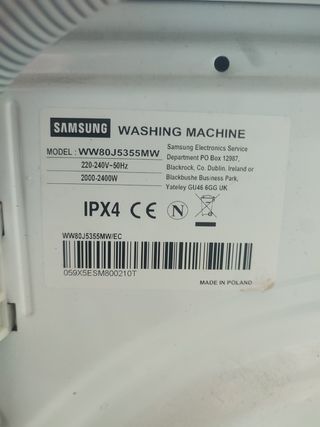 SAMSUNG WASHING MACHINE
MODEL: WW80J5355MW
220-240V~50Hz
2000-2400W
Samsung Electronics Service
Department PO Box 12987,
Blackrock, Co. Dublin, Ireland or
Blackbushe Business Park,
Yateley GU46 6GG UK
IPX4 CE N
WW80J5355MW/EC
059X5ESM800210T
MADE IN POLAND